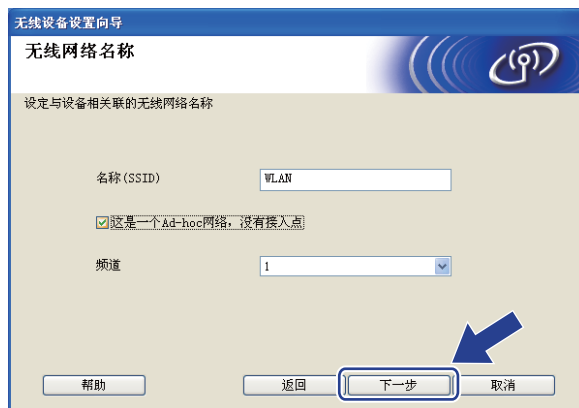 无线设备设置向导
无线网络名称
设定与设备相关联的无线网络名称
名称(SSID) WLAN
这是一个Ad-hoc网络，没有接入点
频道 1
帮助 返回 下一步 取消